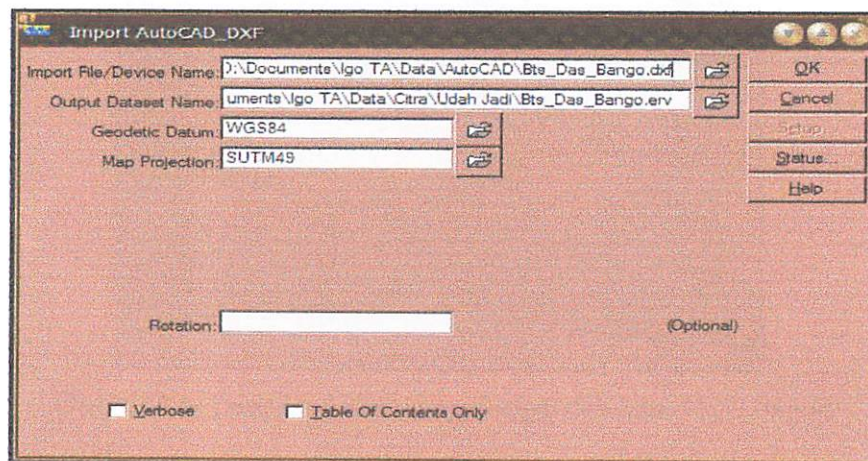 Import AutoCAD_DXF
Import File/Device Name: ):\Documents\Igo TA\Data\AutoCAD\Bts_Das_Bango.dxf
OK
Output Dataset Name: uments\Igo TA\Data\Citra\Udah Jadi\Bts_Das_Bango.erv
Cancel
Geodetic Datum: WGS84
Setup...
Map Projection: SUTM49
Status...
Help
Rotation:
(Optional)
Verbose
Table Of Contents Only